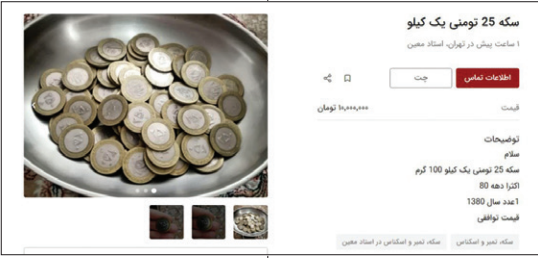 سکه 25 تومنی یک کیلو
۱ ساعت پیش در تهران، استاد معین
اطلاعات تماس
چت
قیمت
۱۰,۰۰۰,۰۰۰ تومان
توضیحات
سلام
سکه 25 تومنی یک کیلو 100 گرم
اکثرا دهه 80
1عدد سال 1380
قیمت توافقی
سکه، تمبر و اسکناس
سکه، تمبر و اسکناس در استاد معین